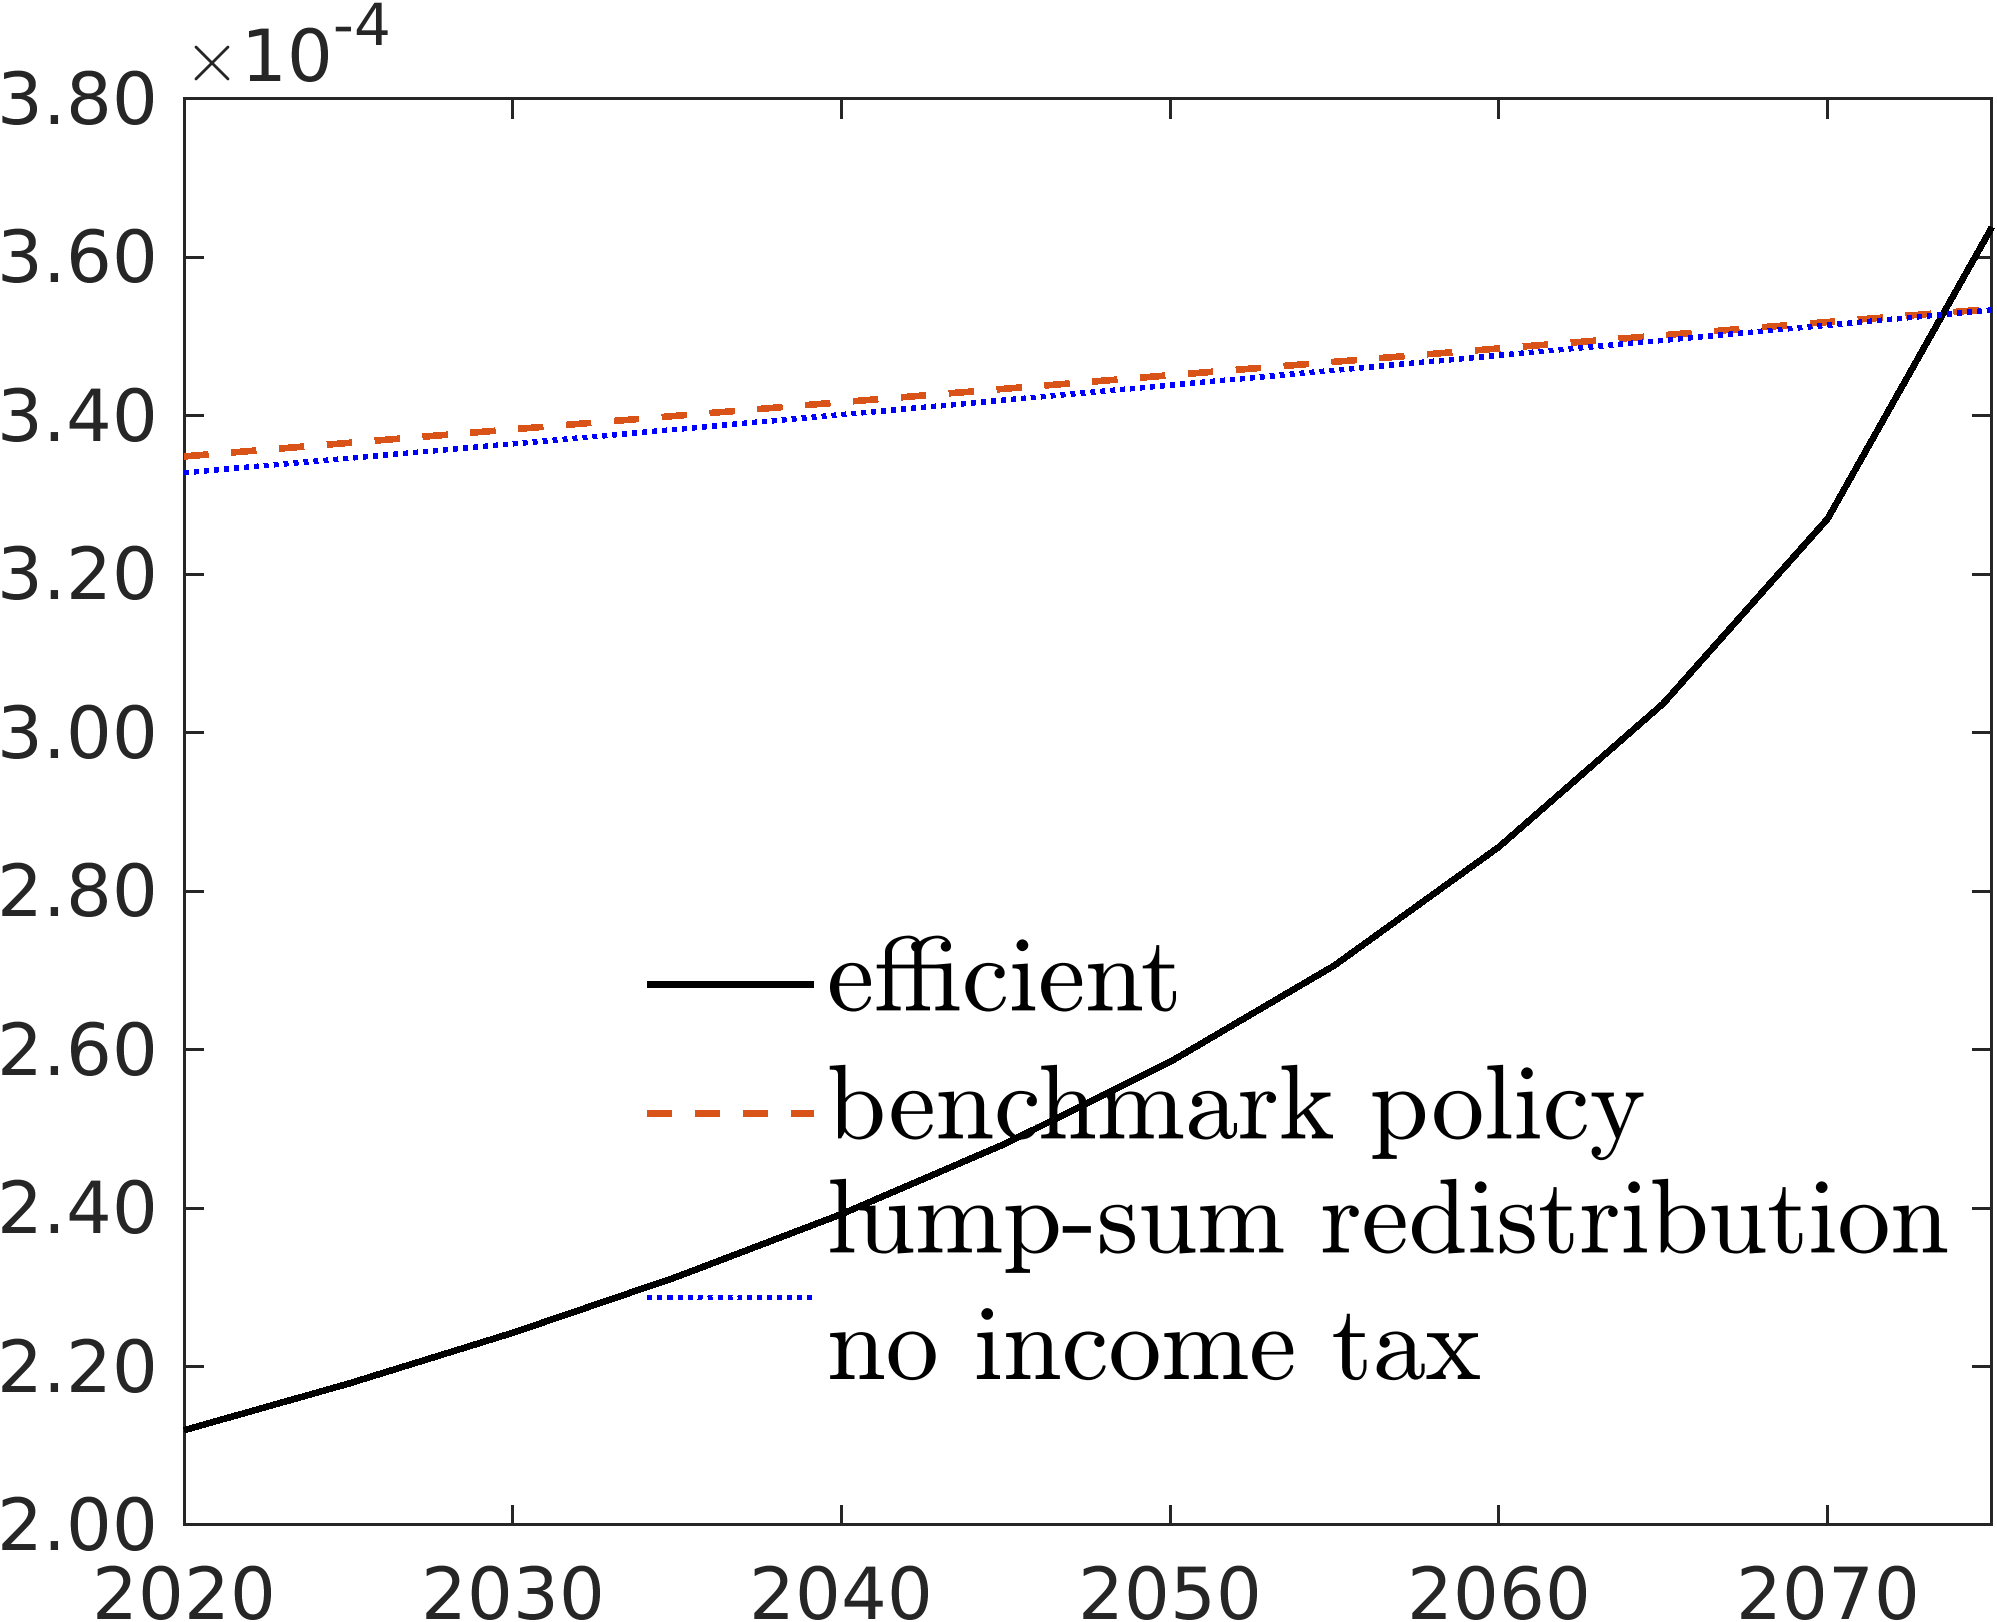 ×10-4
3.80
3.60
3.40
3.20
3.00
2.80
2.60
2.40
2.20
2.00
efficient
benchmark policy
lump-sum redistribution
no income tax
2020 2030 2040 2050 2060 2070